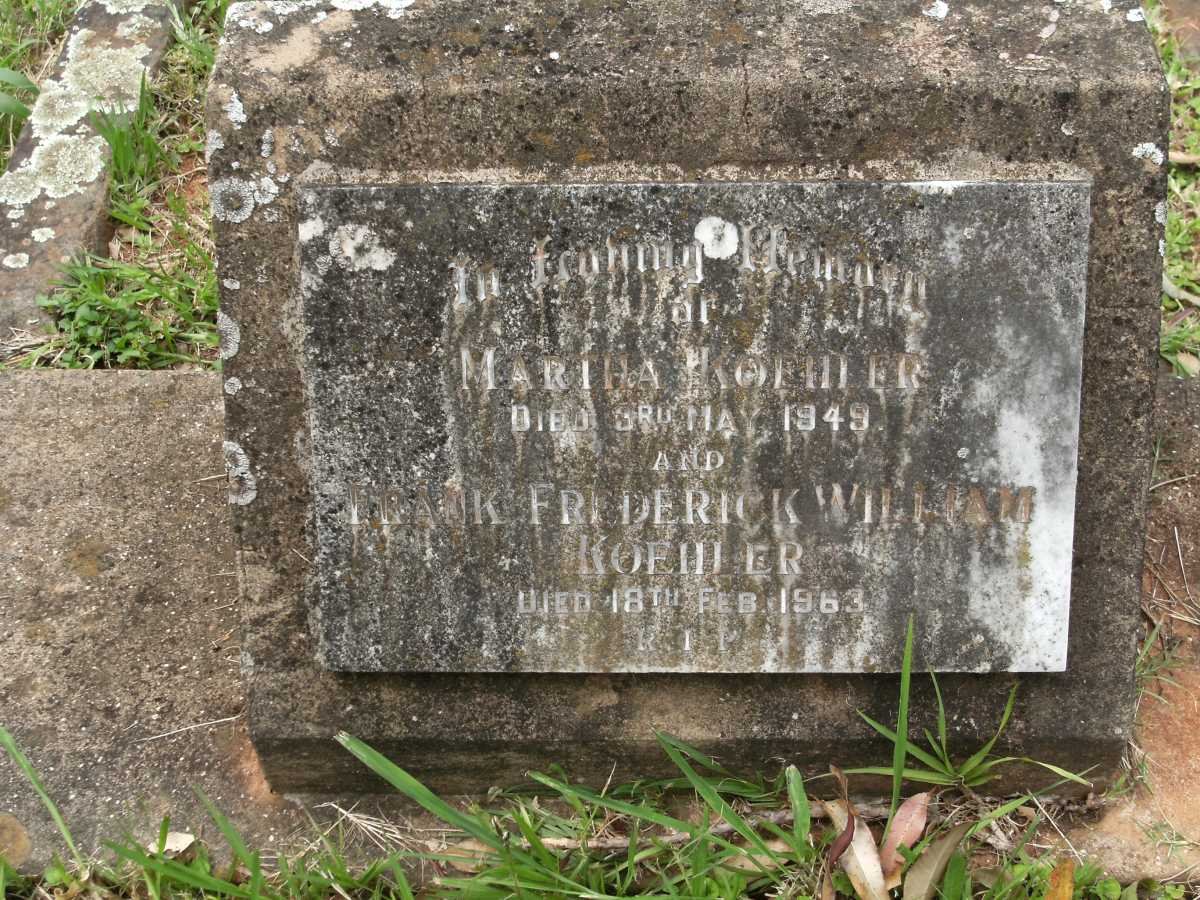 In Loving Memory
of
MARTHA KOEHLER
DIED 3RD MAY 1949.
AND
FRANK FREDERICK WILLIAM
KOEHLER
DIED 18TH FEB. 1963
R.I.P.